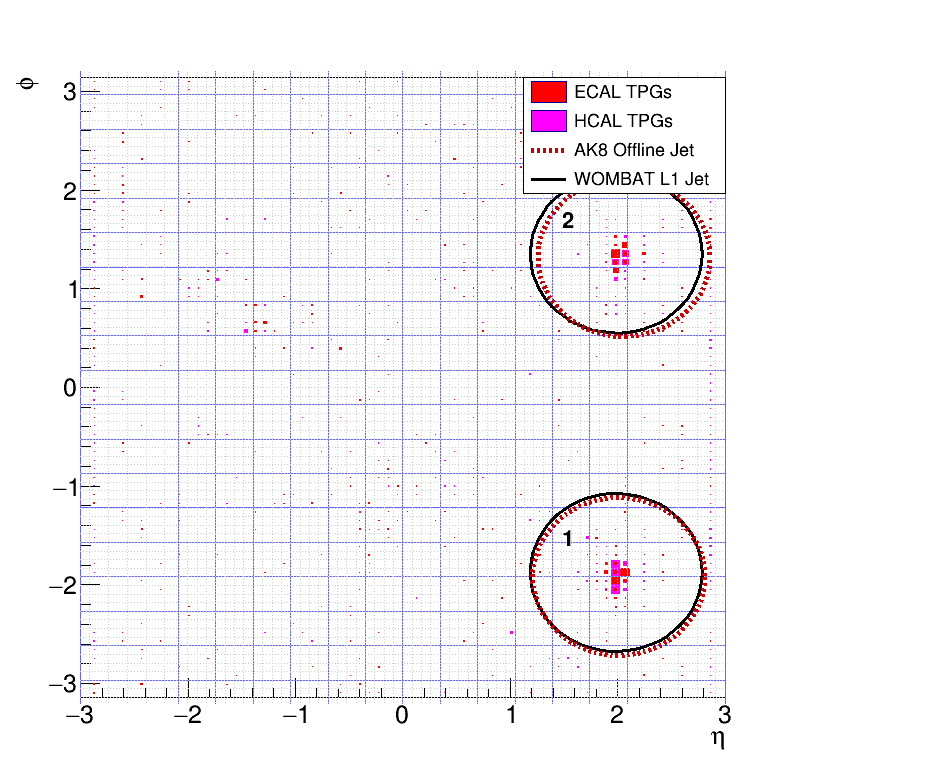 φ
3
2
1
0
−1
−2
−3
ECAL TPGs
HCAL TPGs
AK8 Offline Jet
WOMBAT L1 Jet
2
1
−3 −2 −1 0 1 2 3
η